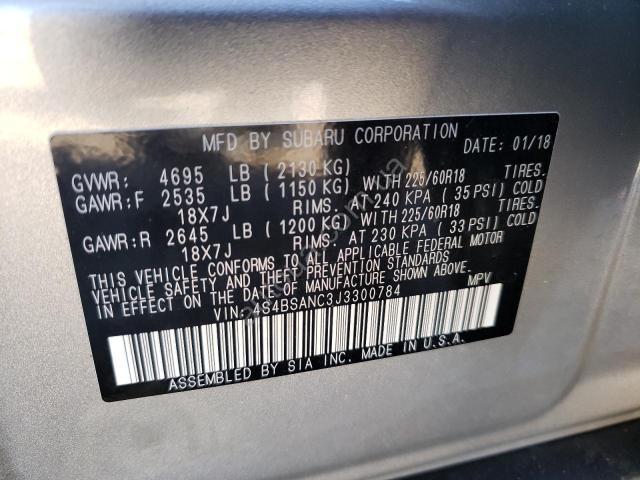 MFD BY SUBARU CORPORATION DATE: 01/18
GVWR: 4695 LB ( 2130 KG)
GAWR:F 2535 LB ( 1150 KG) WITH 225/60R18 TIRES.
18X7J RIMS. AT 240 KPA ( 35 PSI) COLD
GAWR:R 2645 LB ( 1200 KG) WITH 225/60R18 TIRES.
18X7J RIMS. AT 230 KPA ( 33 PSI) COLD
THIS VEHICLE CONFORMS TO ALL APPLICABLE FEDERAL MOTOR
VEHICLE SAFETY AND THEFT PREVENTION STANDARDS
IN EFFECT ON THE DATE OF MANUFACTURE SHOWN ABOVE.
VIN: 4S4BSANC3J3300784 MPV
ASSEMBLED BY SIA INC. MADE IN U.S.A.